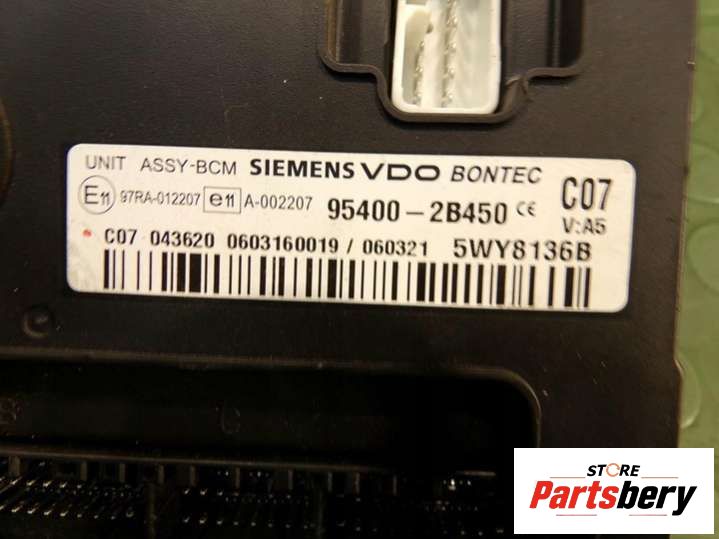 UNIT ASSY-BCM SIEMENS VDO BONTEC
E11 97RA-012207 e11 A-002207 95400-2B450 CE C07
V:A5
C07 043620 0603160019 / 060321 5WY8136B
STORE
Partsbery